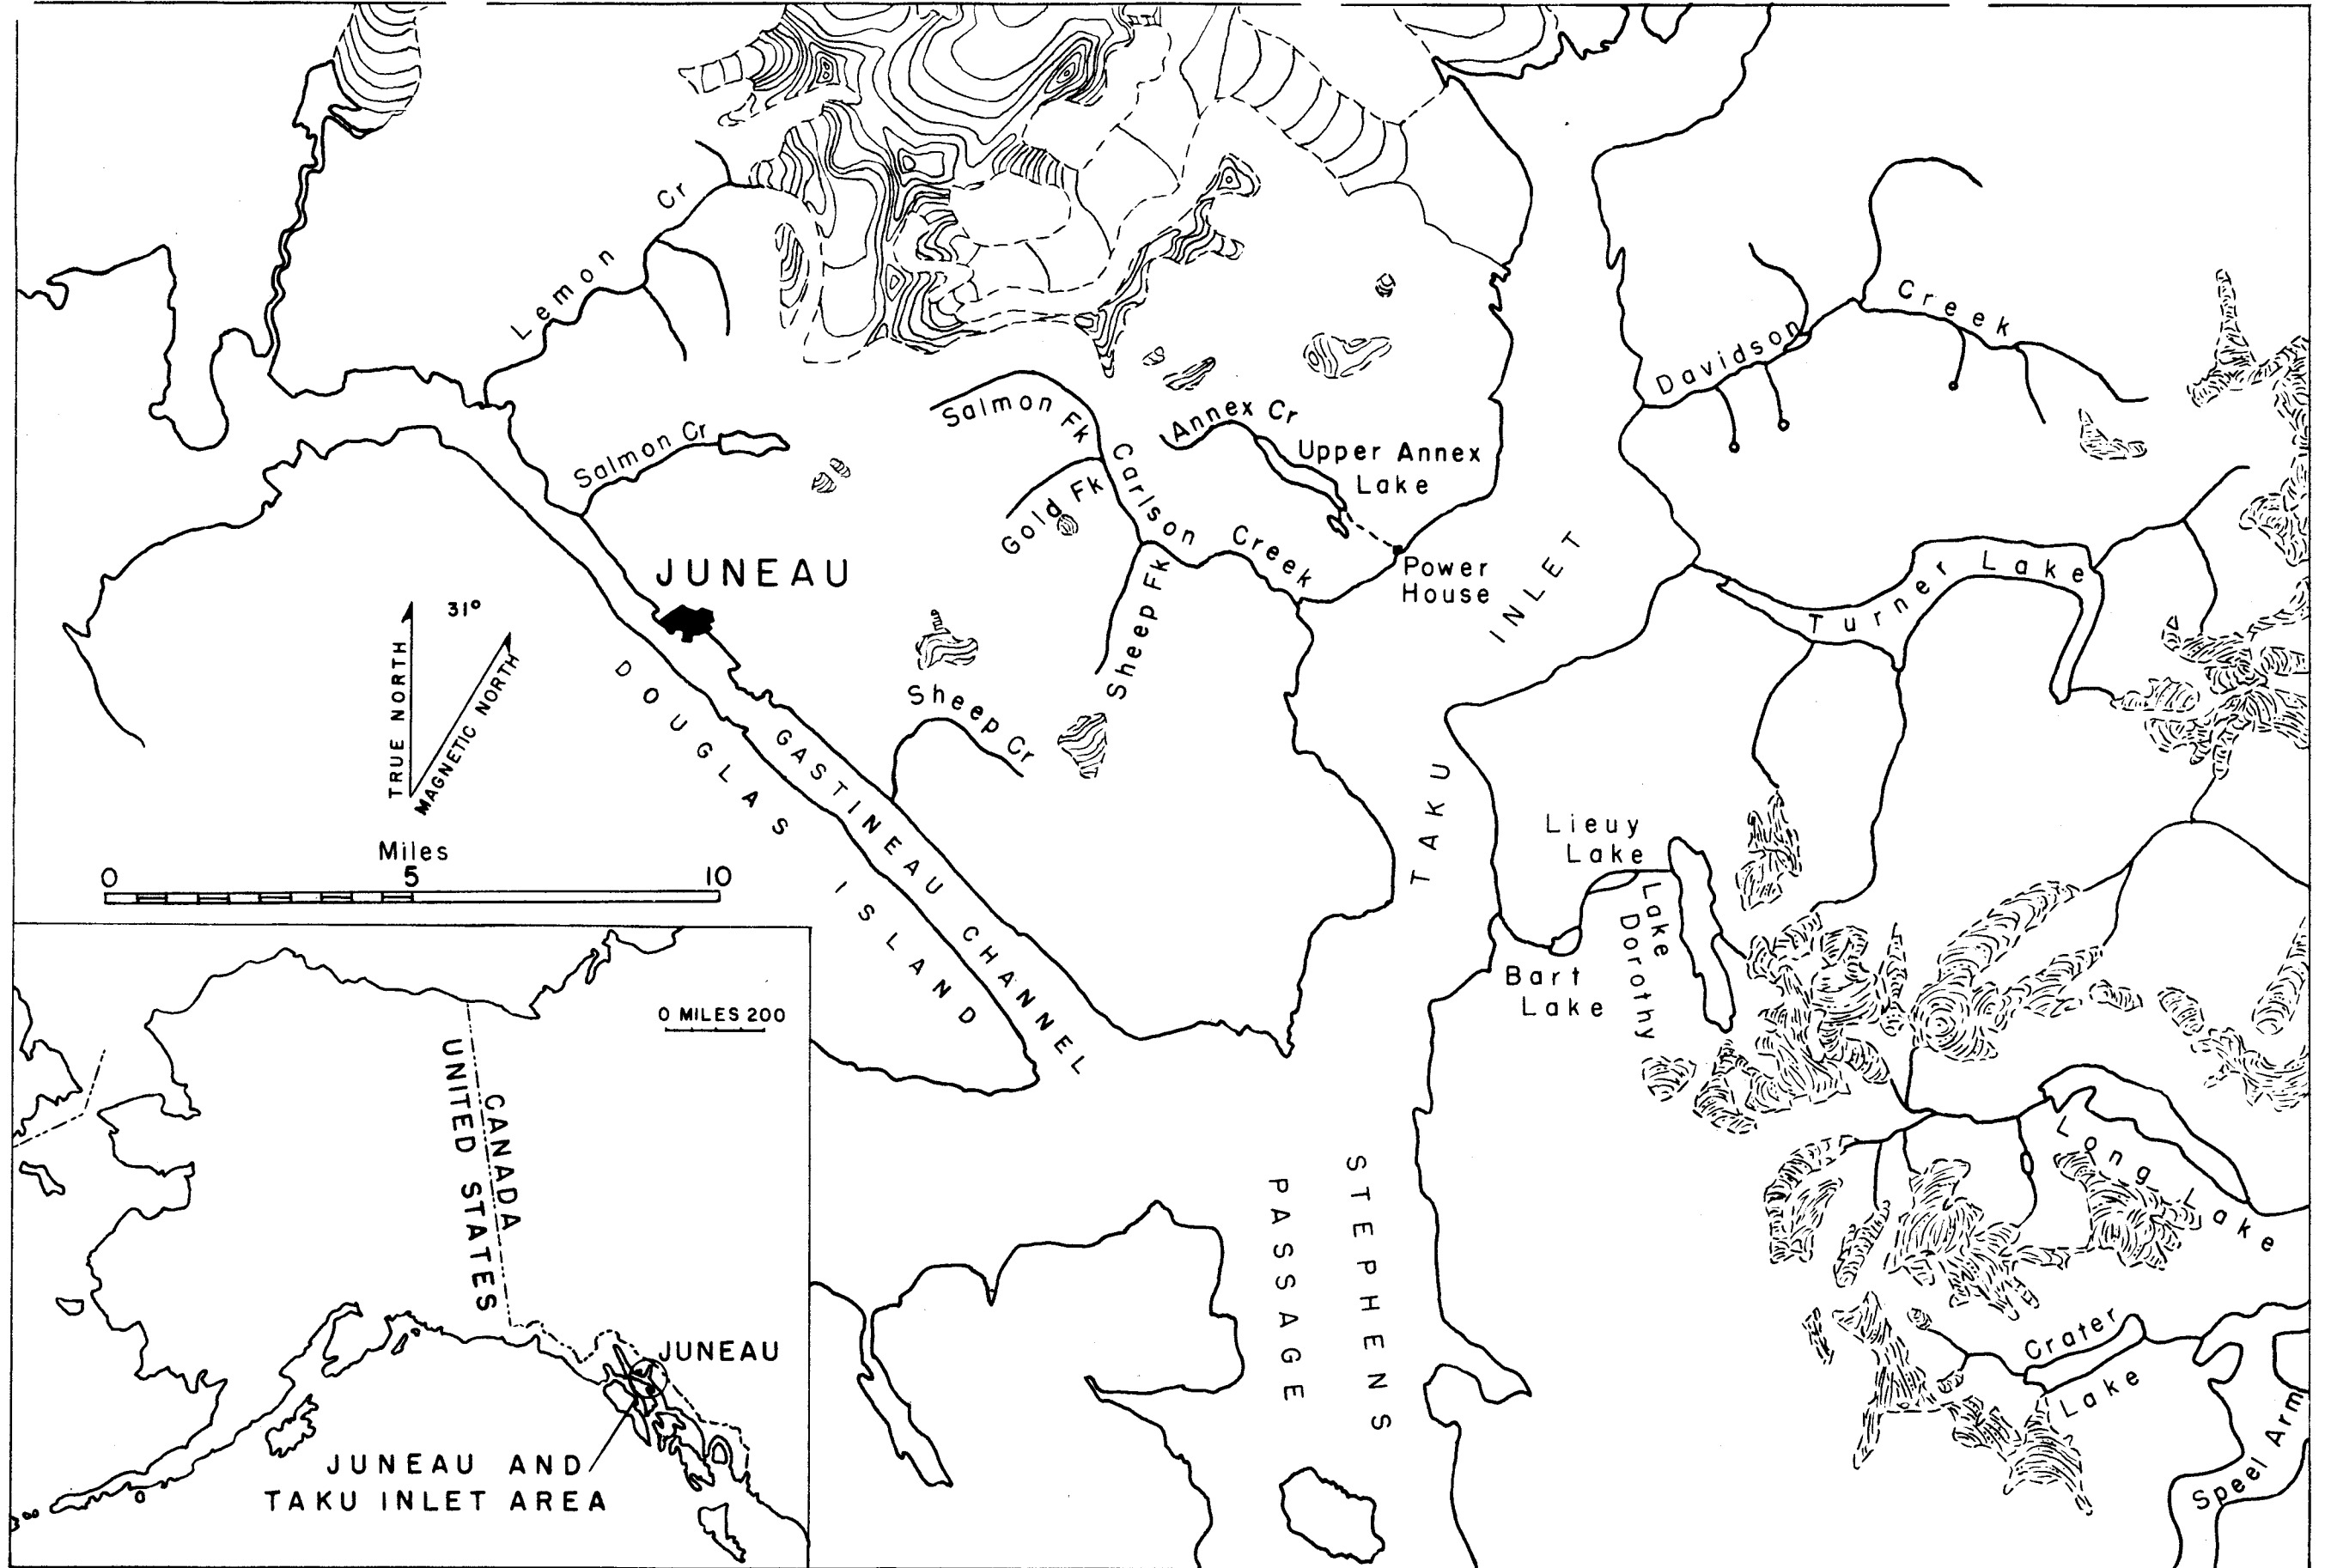 Lemon Cr
Davidson Creek
Salmon Fk
Annex Cr
Salmon Cr
Upper Annex
Lake
Carlson Creek
Gold Fk
JUNEAU
Power
House
Turner Lake
31°
TRUE NORTH
MAGNETIC NORTH
Sheep Fk
Sheep Cr
TAKU INLET
DOUGLAS ISLAND
GASTINEAU CHANNEL
Lieuy
Lake
Miles
0 5 10
Lake
Dorothy
Bart
Lake
0 MILES 200
CANADA
UNITED STATES
Long Lake
STEPHENS
PASSAGE
JUNEAU
Crater
Lake
JUNEAU AND
TAKU INLET AREA
Speel Arm